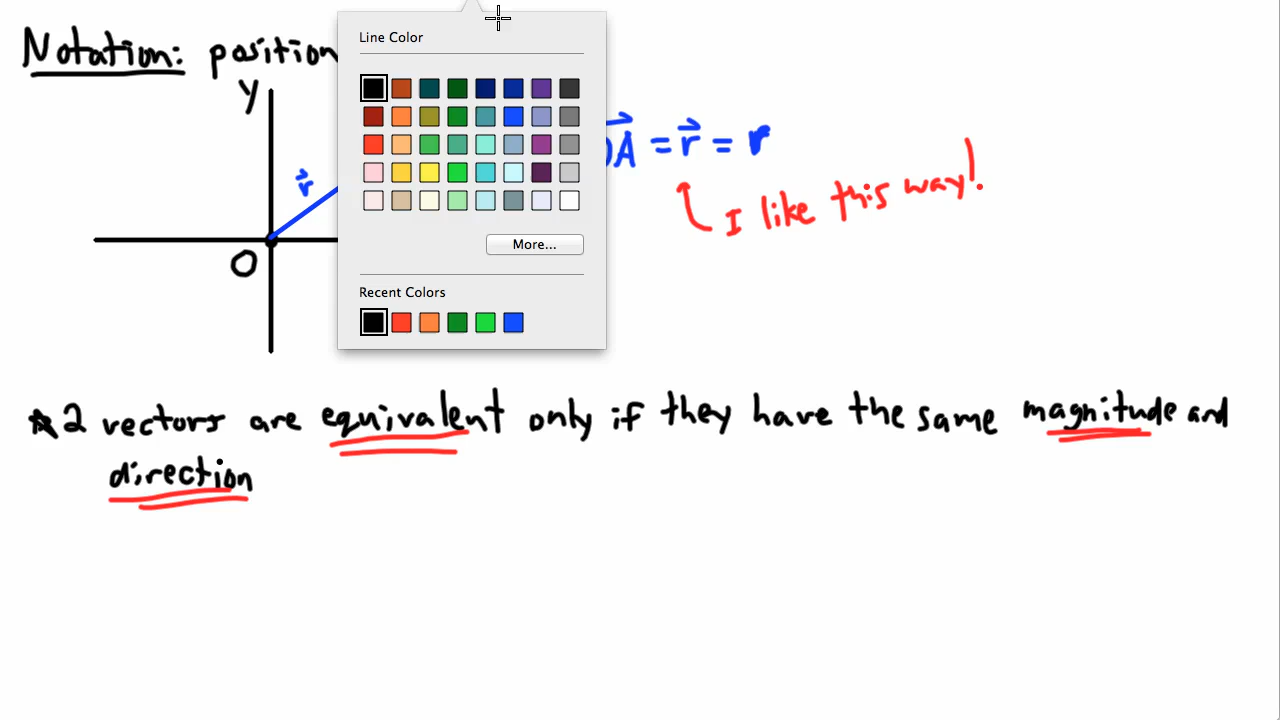 Notation: position
Line Color
Y
A = r⃗ = r
r⃗
I like this way!
O
More...
Recent Colors
*2 vectors are equivalent only if they have the same magnitude and
direction